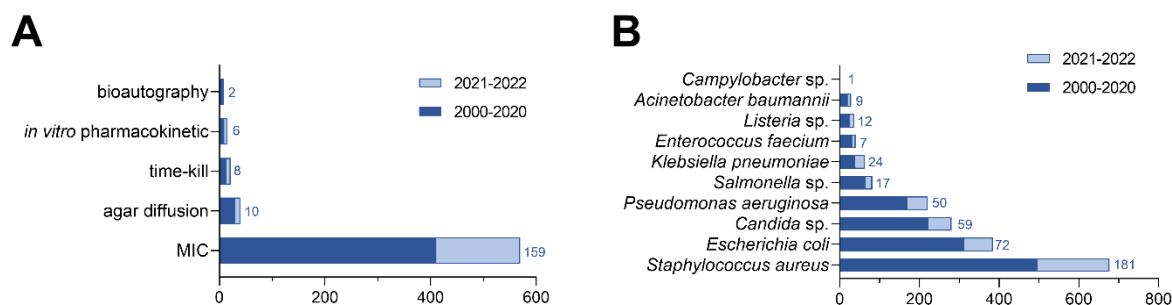 A
2021-2022
2000-2020
bioautography 2
in vitro pharmacokinetic 6
time-kill 8
agar diffusion 10
MIC 159
0 200 400 600
B
2021-2022
2000-2020
Campylobacter sp. 1
Acinetobacter baumannii 9
Listeria sp. 12
Enterococcus faecium 7
Klebsiella pneumoniae 24
Salmonella sp. 17
Pseudomonas aeruginosa 50
Candida sp. 59
Escherichia coli 72
Staphylococcus aureus 181
0 200 400 600 800